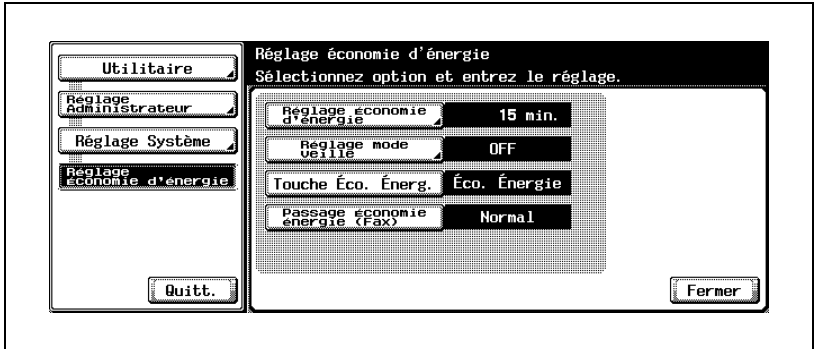 Utilitaire
Réglage
Administrateur
Réglage Système
Réglage
économie d'énergie
Quitt.
Réglage économie d'énergie
Sélectionnez option et entrez le réglage.
Réglage économie
d'énergie
15 min.
Réglage mode
veille
OFF
Touche Éco. Énerg.
Éco. Énergie
Passage économie
énergie (Fax)
Normal
Fermer